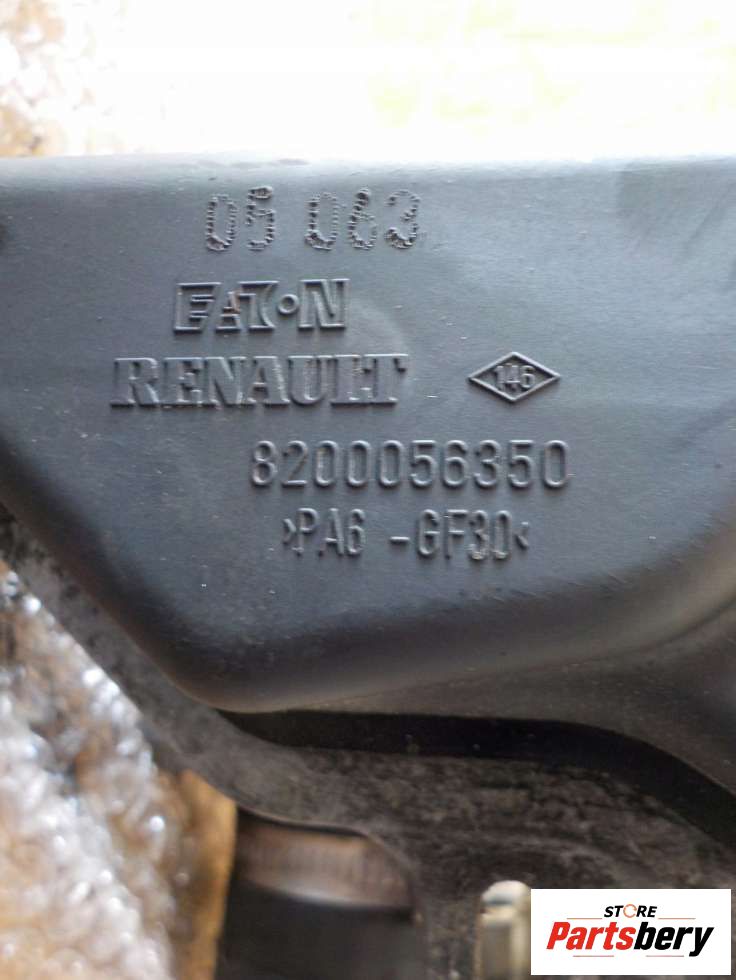 05 063
EATON
RENAULT 146
8200056350
>PA6 -GF30<
STORE
Partsbery